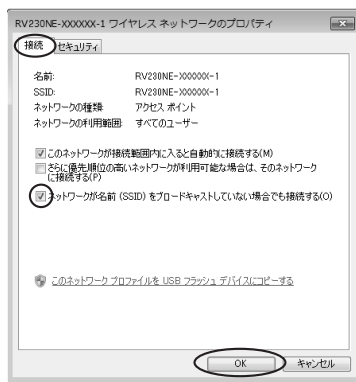 RV230NE-XXXXXX-1 ワイヤレス ネットワークのプロパティ
接続 セキュリティ
名前: RV230NE-XXXXXX-1
SSID: RV230NE-XXXXXX-1
ネットワークの種類: アクセス ポイント
ネットワークの利用範囲: すべてのユーザー
このネットワークが接続範囲内に入ると自動的に接続する(M)
さらに優先順位の高いネットワークが利用可能な場合は、そのネットワーク
に接続する(P)
ネットワークが名前 (SSID) をブロードキャストしていない場合でも接続する(O)
このネットワーク プロファイルを USB フラッシュ デバイスにコピーする
OK キャンセル